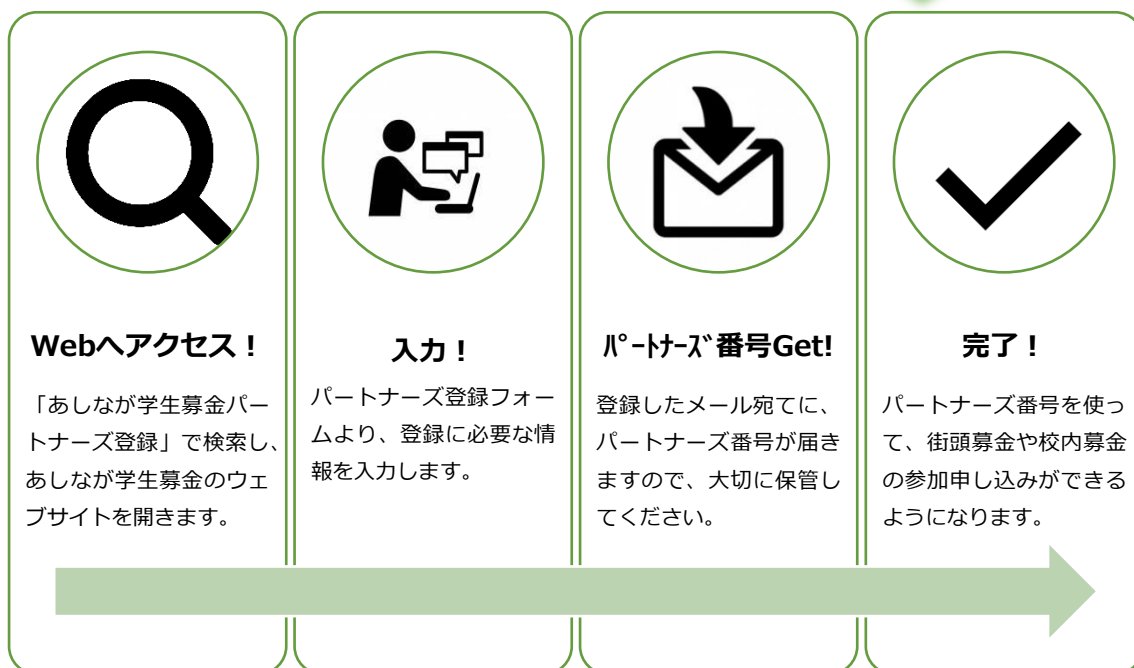 Webへアクセス！
「あしなが学生募金パー
トナーズ登録」で検索し、
あしなが学生募金のウェ
ブサイトを開きます。
入力！
パートナーズ登録フォー
ムより、登録に必要な情
報を入力します。
ﾊﾟｰﾄﾅｰｽﾞ番号Get!
登録したメール宛てに、
パートナーズ番号が届き
ますので、大切に保管し
てください。
完了！
パートナーズ番号を使っ
て、街頭募金や校内募金
の参加申し込みができる
ようになります。